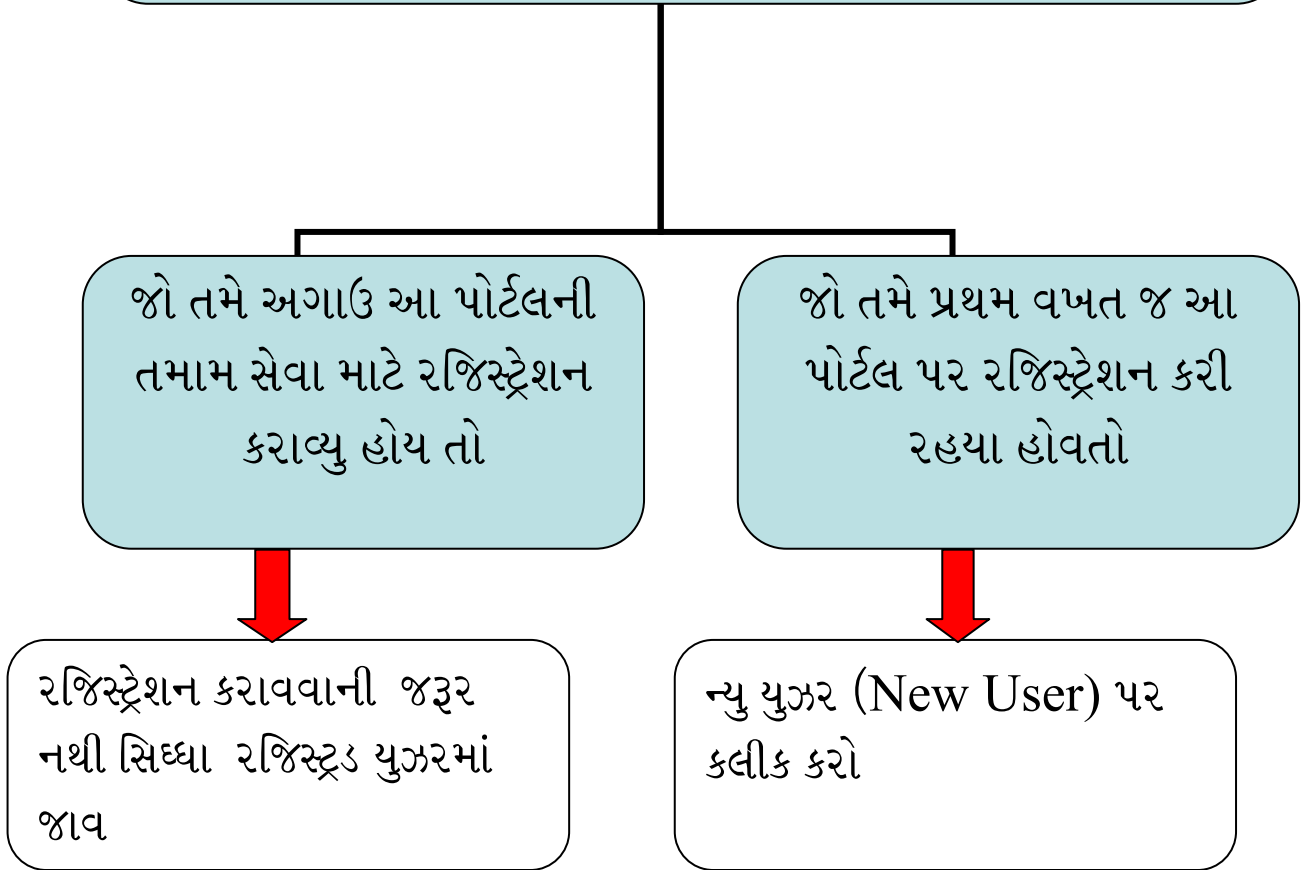 જો તમે અગાઉ આ પોર્ટલની
તમામ સેવા માટે રજિસ્ટ્રેશન
કરાવ્યુ હોય તો
જો તમે પ્રથમ વખત જ આ
પોર્ટલ પર રજિસ્ટ્રેશન કરી
રહયા હોવતો
રજિસ્ટ્રેશન કરાવવાની જરૂર
નથી સિધ્ધા રજિસ્ટ્રડ યુઝરમાં
જાવ
ન્યુ યુઝર (New User) પર
કલીક કરો